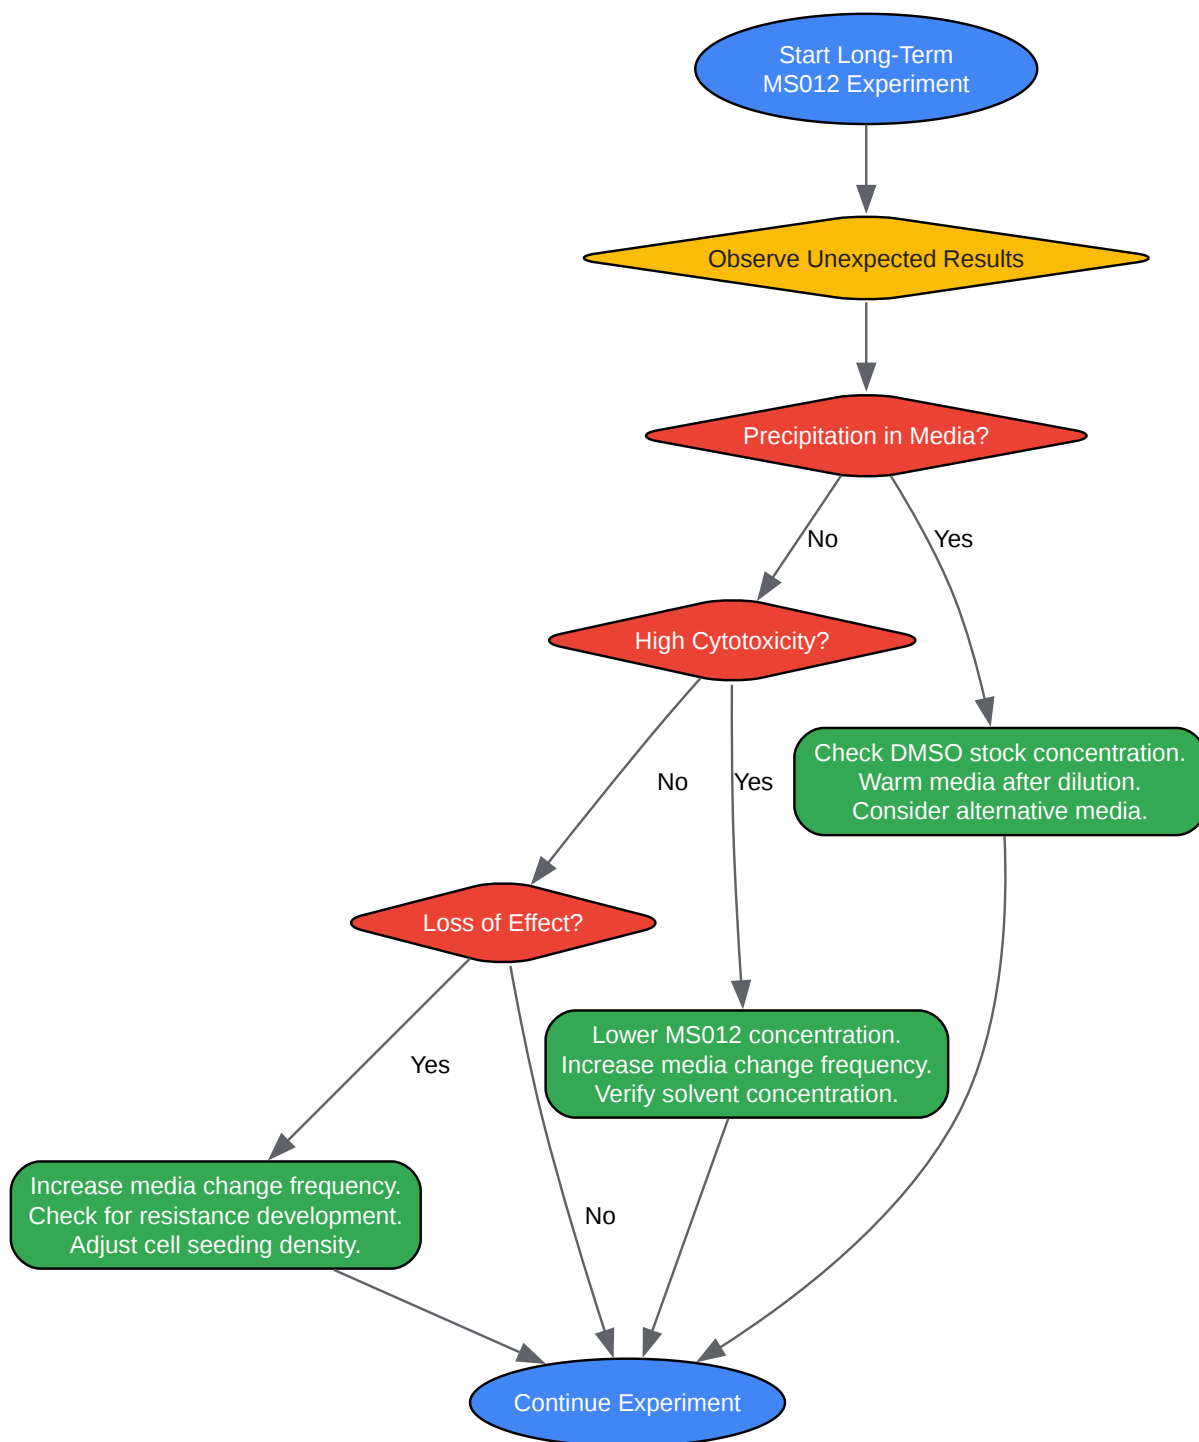 Start Long-Term
MS012 Experiment
Observe Unexpected Results
Precipitation in Media?
No
Yes
High Cytotoxicity?
Check DMSO stock concentration.
Warm media after dilution.
Consider alternative media.
No
Yes
Loss of Effect?
Lower MS012 concentration.
Increase media change frequency.
Verify solvent concentration.
Yes
Increase media change frequency.
Check for resistance development.
Adjust cell seeding density.
No
Continue Experiment